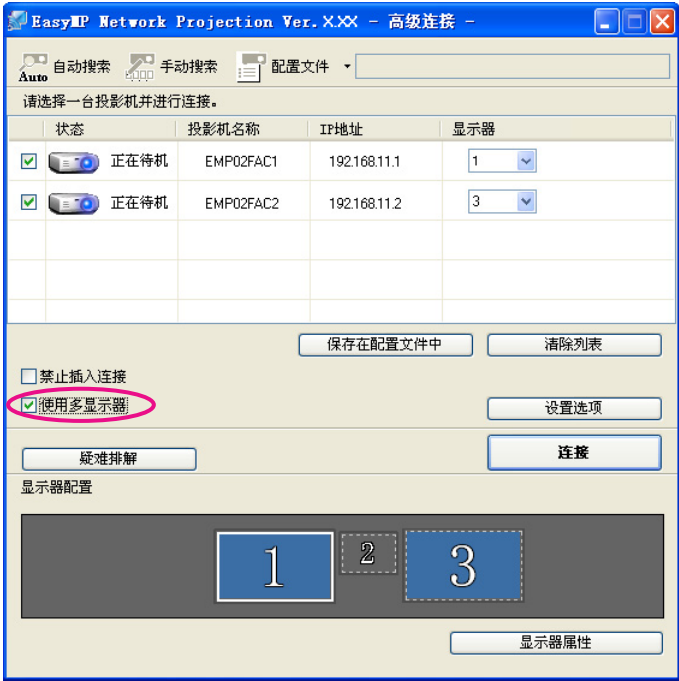 EasyMP Network Projection Ver.X.XX - 高级连接 -
Auto 自动搜索 手动搜索 配置文件
请选择一台投影机并进行连接。
状态 投影机名称 IP地址 显示器
正在待机 EMP02FAC1 192.168.11.1 1
正在待机 EMP02FAC2 192.168.11.2 3
保存在配置文件中 清除列表
禁止插入连接
使用多显示器 设置选项
疑难排解 连接
显示器配置
1 2 3
显示器属性